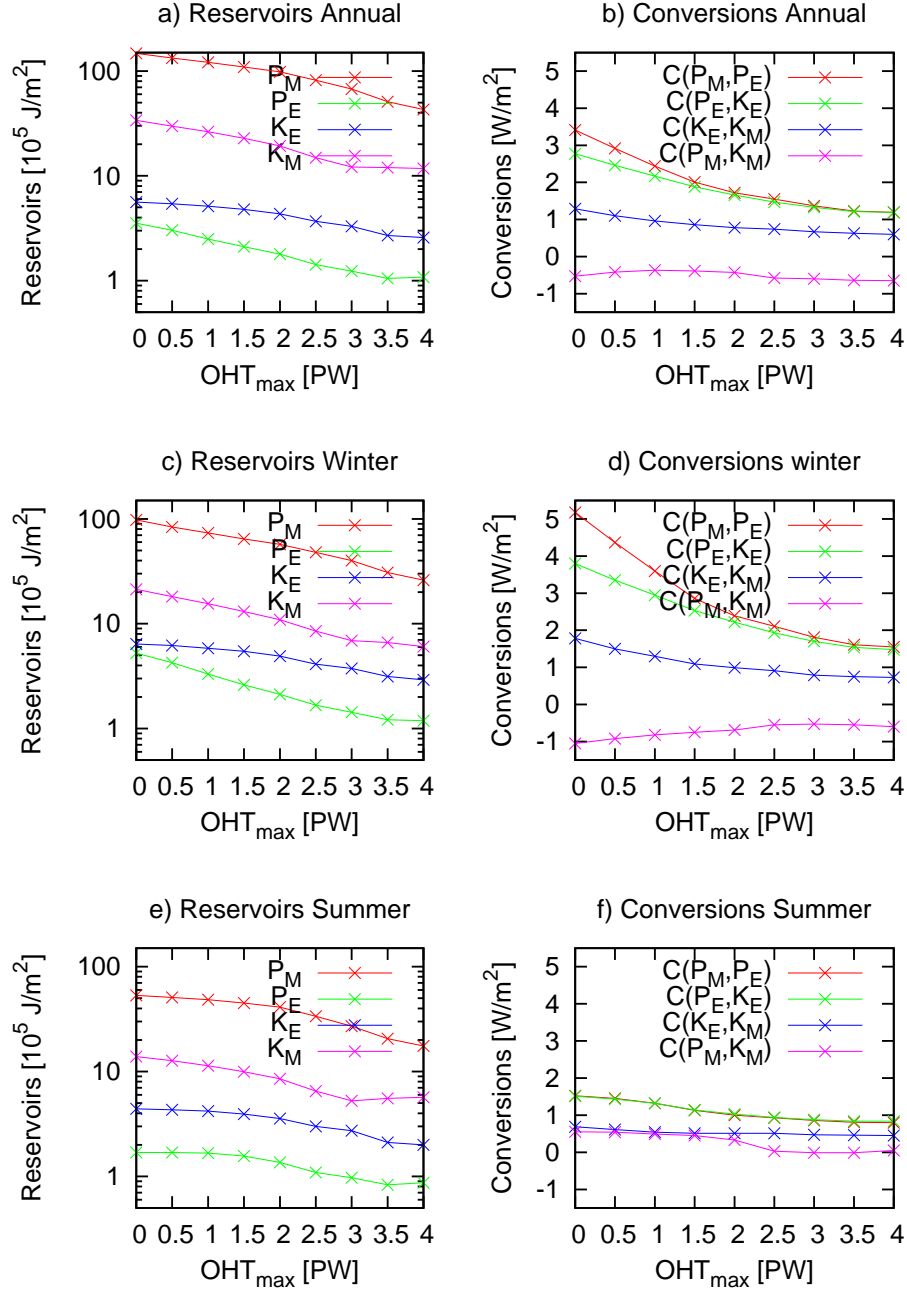 a) Reservoirs Annual
Reservoirs [10^5 J/m^2]
100
10
1
P_M
P_E
K_E
K_M
0 0.5 1 1.5 2 2.5 3 3.5 4
OHT_max [PW]
b) Conversions Annual
Conversions [W/m^2]
5
4
3
2
1
0
-1
C(P_M,P_E)
C(P_E,K_E)
C(K_E,K_M)
C(P_M,K_M)
0 0.5 1 1.5 2 2.5 3 3.5 4
OHT_max [PW]
c) Reservoirs Winter
Reservoirs [10^5 J/m^2]
100
10
1
P_M
P_E
K_E
K_M
0 0.5 1 1.5 2 2.5 3 3.5 4
OHT_max [PW]
d) Conversions winter
Conversions [W/m^2]
5
4
3
2
1
0
-1
C(P_M,P_E)
C(P_E,K_E)
C(K_E,K_M)
C(P_M,K_M)
0 0.5 1 1.5 2 2.5 3 3.5 4
OHT_max [PW]
e) Reservoirs Summer
Reservoirs [10^5 J/m^2]
100
10
1
P_M
P_E
K_E
K_M
0 0.5 1 1.5 2 2.5 3 3.5 4
OHT_max [PW]
f) Conversions Summer
Conversions [W/m^2]
5
4
3
2
1
0
-1
C(P_M,P_E)
C(P_E,K_E)
C(K_E,K_M)
C(P_M,K_M)
0 0.5 1 1.5 2 2.5 3 3.5 4
OHT_max [PW]